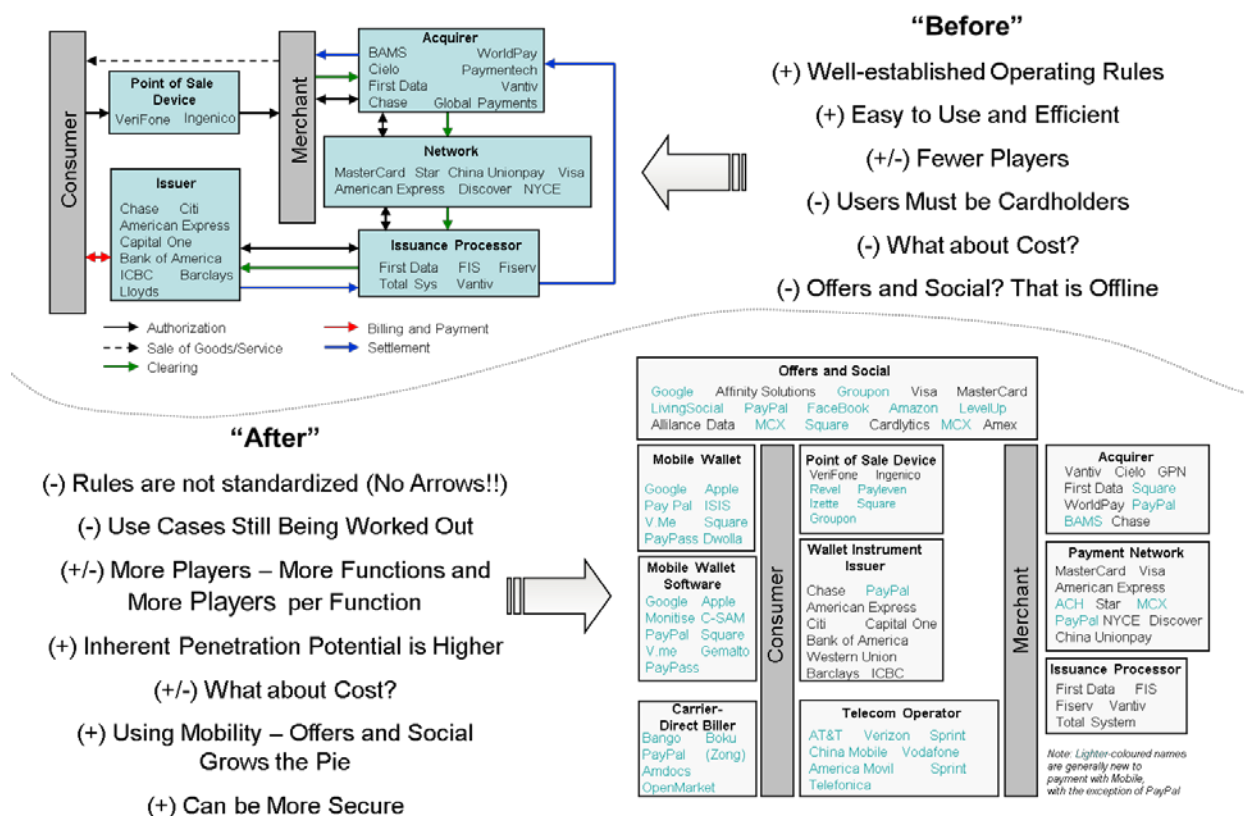 “Before”
(+) Well-established Operating Rules
(+) Easy to Use and Efficient
(+/-) Fewer Players
(-) Users Must be Cardholders
(-) What about Cost?
(-) Offers and Social? That is Offline
Consumer
Point of Sale
Device
VeriFone Ingenico
Merchant
Acquirer
BAMS WorldPay
Cielo Paymentech
First Data Vantiv
Chase Global Payments
Network
MasterCard Star China Unionpay Visa
American Express Discover NYCE
Issuer
Chase Citi
American Express
Capital One
Bank of America
ICBC Barclays
Lloyds
Issuance Processor
First Data FIS Fiserv
Total Sys Vantiv
Authorization
Sale of Goods/Service
Clearing
Billing and Payment
Settlement
“After”
(-) Rules are not standardized (No Arrows!!)
(-) Use Cases Still Being Worked Out
(+/-) More Players – More Functions and
More Players per Function
(+) Inherent Penetration Potential is Higher
(+/-) What about Cost?
(+) Using Mobility – Offers and Social
Grows the Pie
(+) Can be More Secure
Offers and Social
Google Affinity Solutions Groupon Visa MasterCard
LivingSocial PayPal FaceBook Amazon LevelUp
Allilance Data MCX Square Cardlytics MCX Amex
Mobile Wallet
Google Apple
Pay Pal ISIS
V.Me Square
PayPass Dwolla
Mobile Wallet
Software
Google Apple
Monitise C-SAM
PayPal Square
V.me Gemalto
PayPass
Carrier-
Direct Biller
Bango Boku
PayPal (Zong)
Amdocs
OpenMarket
Consumer
Point of Sale Device
VeriFone Ingenico
Revel Payleven
Izette Square
Groupon
Wallet Instrument
Issuer
Chase PayPal
American Express
Citi Capital One
Bank of America
Western Union
Barclays ICBC
Telecom Operator
AT&T Verizon Sprint
China Mobile Vodafone
America Movil Sprint
Telefonica
Merchant
Acquirer
Vantiv Cielo GPN
First Data Square
WorldPay PayPal
BAMS Chase
Payment Network
MasterCard Visa
American Express
ACH Star MCX
PayPal NYCE Discover
China Unionpay
Issuance Processor
First Data FIS
Fiserv Vantiv
Total System
Note: Lighter-coloured names
are generally new to
payment with Mobile,
with the exception of PayPal